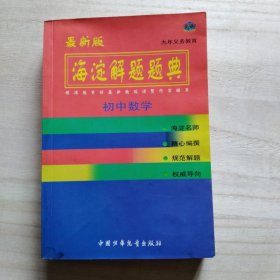 最新版
九年义务教育
海淀解题题典
初中数学
海淀名师
精心编撰
规范解题
权威导向
中国少年儿童出版社